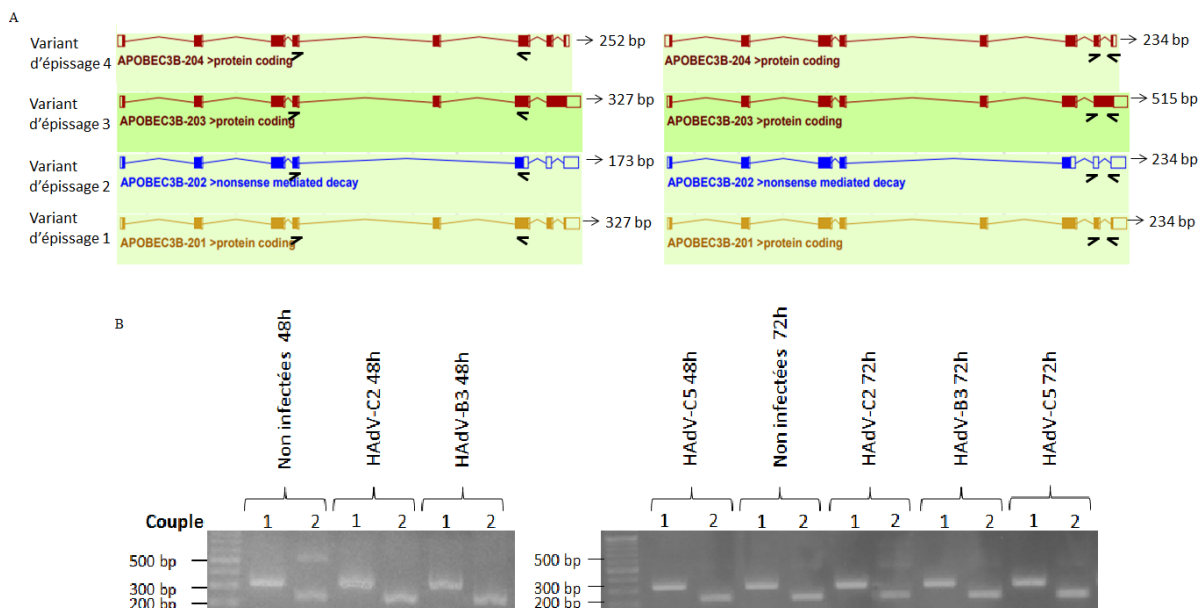 A
Variant d'épissage 4
APOBEC3B-204 >protein coding
→ 252 bp
APOBEC3B-204 >protein coding
→ 234 bp
Variant d'épissage 3
APOBEC3B-203 >protein coding
→ 327 bp
APOBEC3B-203 >protein coding
→ 515 bp
Variant d'épissage 2
APOBEC3B-202 >nonsense mediated decay
→ 173 bp
APOBEC3B-202 >nonsense mediated decay
→ 234 bp
Variant d'épissage 1
APOBEC3B-201 >protein coding
→ 327 bp
APOBEC3B-201 >protein coding
→ 234 bp
B
Non infectées 48h
HAdV-C2 48h
HAdV-B3 48h
HAdV-C5 48h
Non infectées 72h
HAdV-C2 72h
HAdV-B3 72h
HAdV-C5 72h
Couple 1 2 1 2 1 2 1 2 1 2 1 2 1 2 1 2
500 bp
300 bp
200 bp
500 bp
300 bp
200 bp